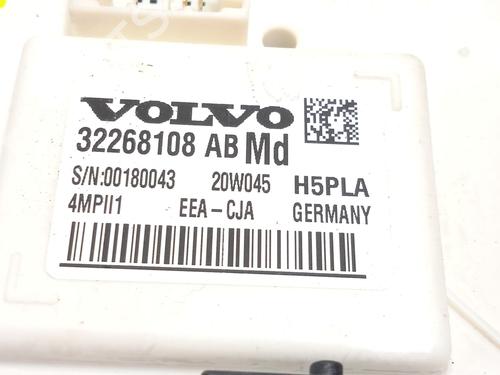 VOLVO
32268108 AB Md
S/N:00180043 20W045 H5PLA
4MPII1 EEA-CJA GERMANY